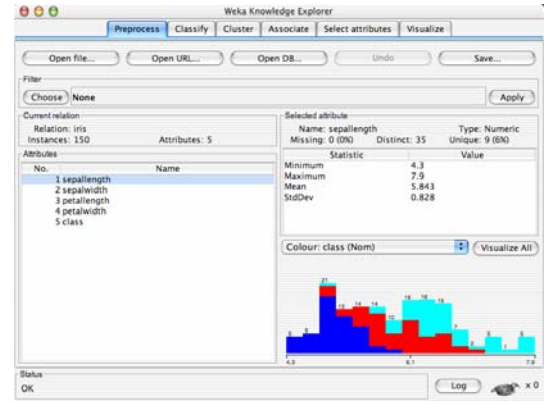 Weka Knowledge Explorer
Preprocess Classify Cluster Associate Select attributes Visualize
Open file... Open URL... Open DB... Undo Save...
Filter
Choose None Apply
Current relation
Relation: iris
Instances: 150 Attributes: 5
Attributes
No. Name
1 sepallength
2 sepalwidth
3 petallength
4 petalwidth
5 class
Selected attribute
Name: sepallength Type: Numeric
Missing: 0 (0%) Distinct: 35 Unique: 9 (6%)
Statistic Value
Minimum 4.3
Maximum 7.9
Mean 5.843
StdDev 0.828
Colour: class (Nom) Visualize All
21
14 14
10
4.3 6.1 7.9
Status
OK
Log x 0